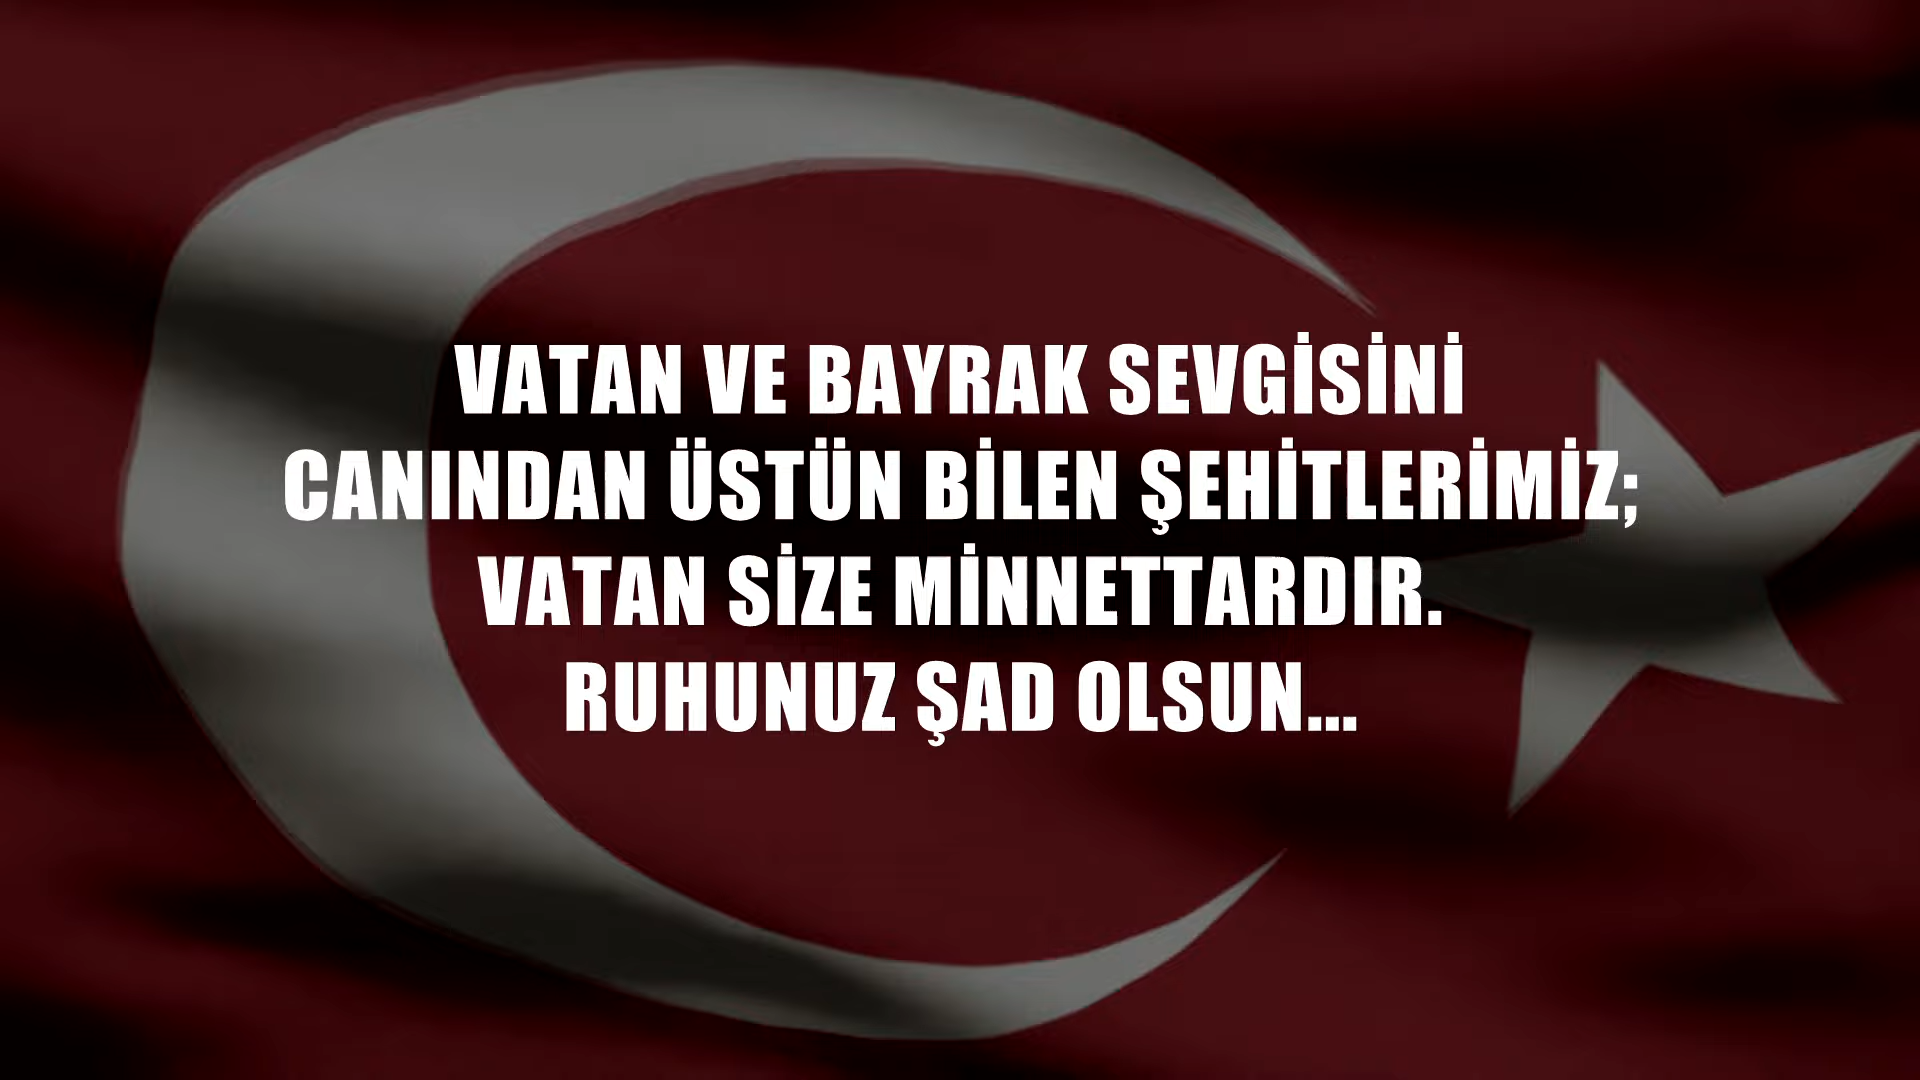 VATAN VE BAYRAK SEVGİSİNİ
CANINDAN ÜSTÜN BİLEN ŞEHİTLERİMİZ;
VATAN SİZE MİNNETTARDIR.
RUHUNUZ ŞAD OLSUN...